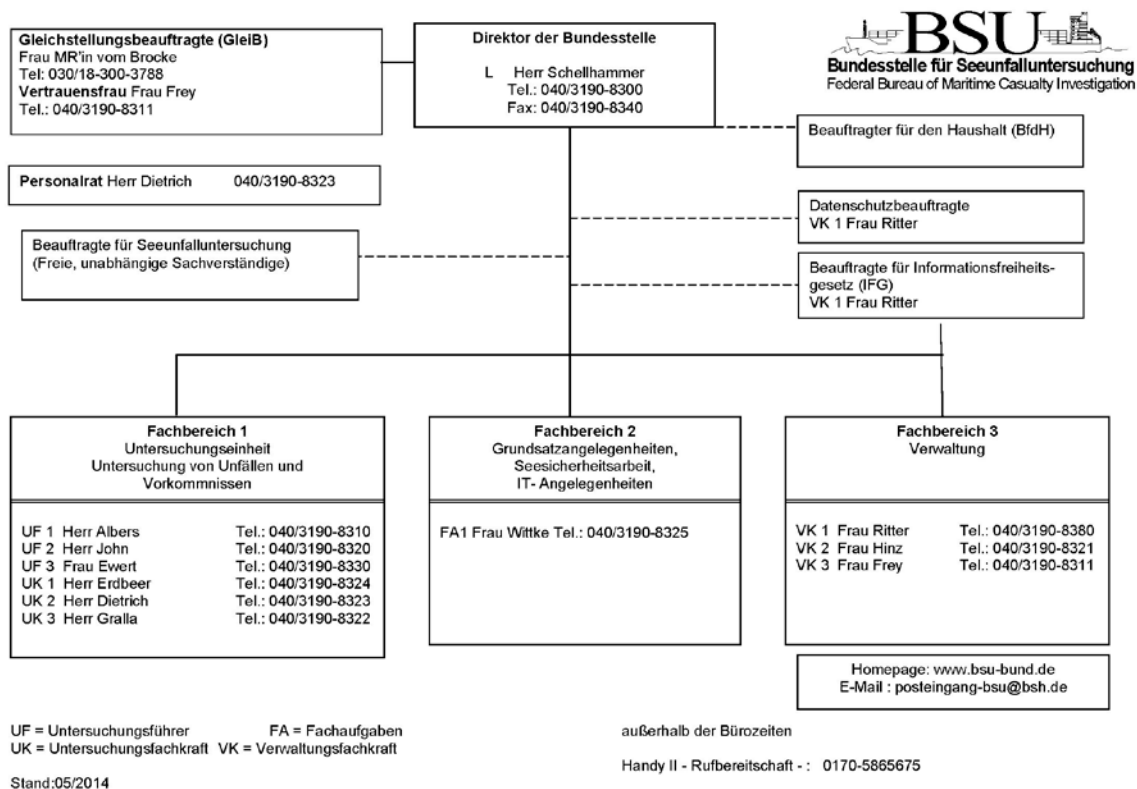 Gleichstellungsbeauftragte (GleiB)
Frau MR'in vom Brocke
Tel: 030/18-300-3788
Vertrauensfrau Frau Frey
Tel.: 040/3190-8311
Direktor der Bundesstelle
L Herr Schellhammer
Tel.: 040/3190-8300
Fax: 040/3190-8340
BSU
Bundesstelle für Seeunfalluntersuchung
Federal Bureau of Maritime Casualty Investigation
Beauftragter für den Haushalt (BfdH)
Personalrat Herr Dietrich 040/3190-8323
Datenschutzbeauftragte
VK 1 Frau Ritter
Beauftragte für Seeunfalluntersuchung
(Freie, unabhängige Sachverständige)
Beauftragte für Informationsfreiheits-
gesetz (IFG)
VK 1 Frau Ritter
Fachbereich 1
Untersuchungseinheit
Untersuchung von Unfällen und
Vorkommnissen
UF 1 Herr Albers Tel.: 040/3190-8310
UF 2 Herr John Tel.: 040/3190-8320
UF 3 Frau Ewert Tel.: 040/3190-8330
UK 1 Herr Erdbeer Tel.: 040/3190-8324
UK 2 Herr Dietrich Tel.: 040/3190-8323
UK 3 Herr Gralla Tel.: 040/3190-8322
Fachbereich 2
Grundsatzangelegenheiten,
Seesicherheitsarbeit,
IT- Angelegenheiten
FA1 Frau Wittke Tel.: 040/3190-8325
Fachbereich 3
Verwaltung
VK 1 Frau Ritter Tel.: 040/3190-8380
VK 2 Frau Hinz Tel.: 040/3190-8321
VK 3 Frau Frey Tel.: 040/3190-8311
Homepage: www.bsu-bund.de
E-Mail : posteingang-bsu@bsh.de
UF = Untersuchungsführer FA = Fachaufgaben
UK = Untersuchungsfachkraft VK = Verwaltungsfachkraft
Stand:05/2014
außerhalb der Bürozeiten
Handy II - Rufbereitschaft - : 0170-5865675